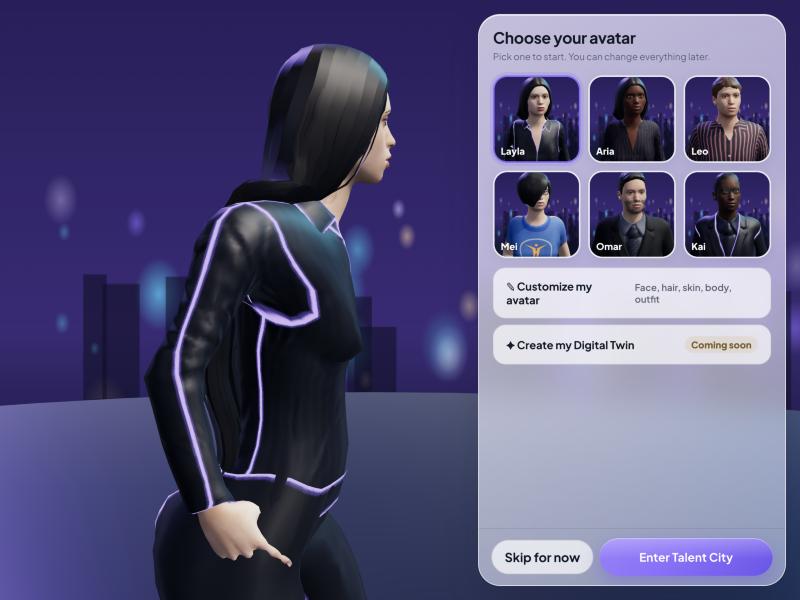 Choose your avatar
Pick one to start. You can change everything later.
Layla
Aria
Leo
Mei
Omar
Kai
✎ Customize my
avatar
Face, hair, skin, body,
outfit
✦ Create my Digital Twin
Coming soon
Skip for now
Enter Talent City